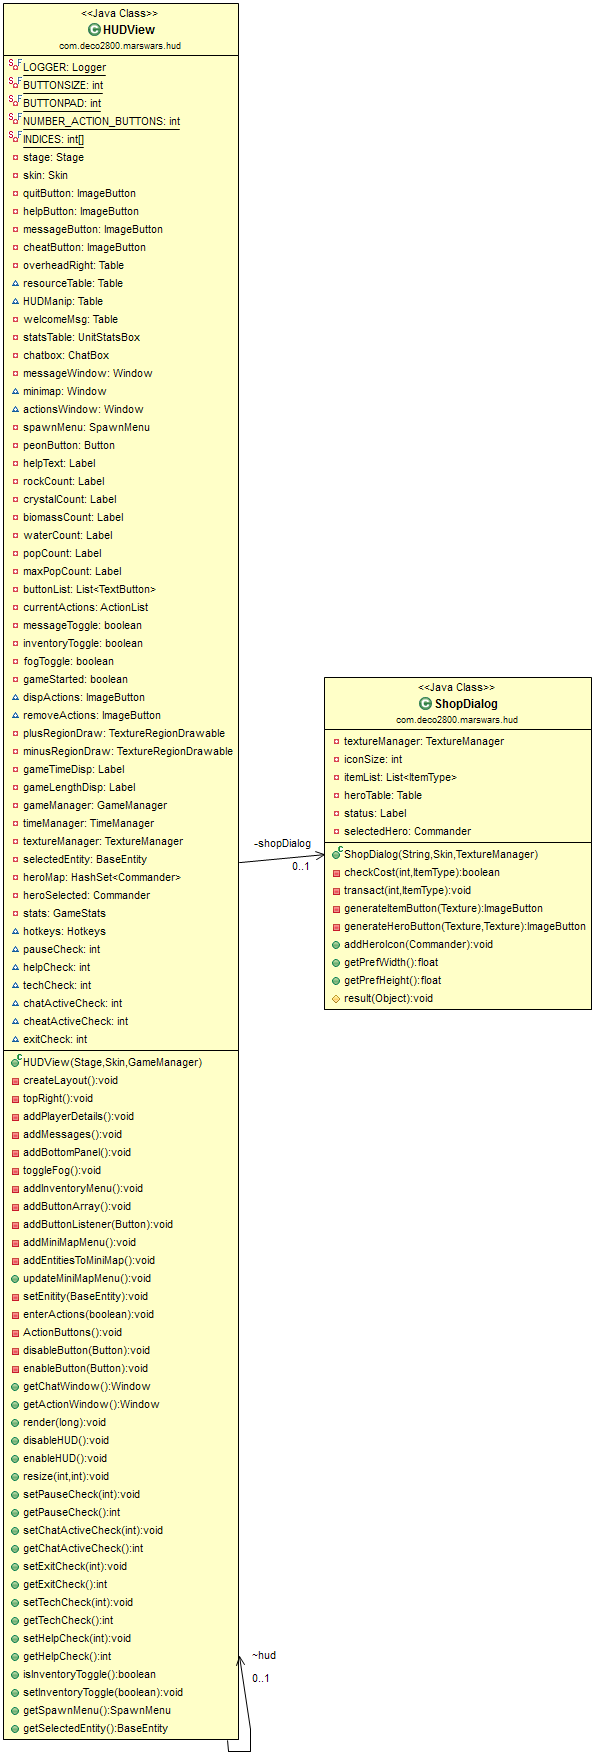 <<Java Class>>
HUDView
com.deco2800.marswars.hud
LOGGER: Logger
BUTTONSIZE: int
BUTTONPAD: int
NUMBER_ACTION_BUTTONS: int
INDICES: int[]
stage: Stage
skin: Skin
quitButton: ImageButton
helpButton: ImageButton
messageButton: ImageButton
cheatButton: ImageButton
overheadRight: Table
resourceTable: Table
HUDManip: Table
welcomeMsg: Table
statsTable: UnitStatsBox
chatbox: ChatBox
messageWindow: Window
minimap: Window
actionsWindow: Window
spawnMenu: SpawnMenu
peonButton: Button
helpText: Label
rockCount: Label
crystalCount: Label
biomassCount: Label
waterCount: Label
popCount: Label
maxPopCount: Label
buttonList: List<TextButton>
currentActions: ActionList
messageToggle: boolean
inventoryToggle: boolean
fogToggle: boolean
gameStarted: boolean
dispActions: ImageButton
removeActions: ImageButton
plusRegionDraw: TextureRegionDrawable
minusRegionDraw: TextureRegionDrawable
gameTimeDisp: Label
gameLengthDisp: Label
gameManager: GameManager
timeManager: TimeManager
textureManager: TextureManager
selectedEntity: BaseEntity
heroMap: HashSet<Commander>
heroSelected: Commander
stats: GameStats
hotkeys: Hotkeys
pauseCheck: int
helpCheck: int
techCheck: int
chatActiveCheck: int
cheatActiveCheck: int
exitCheck: int
HUDView(Stage,Skin,GameManager)
createLayout():void
topRight():void
addPlayerDetails():void
addMessages():void
addBottomPanel():void
toggleFog():void
addInventoryMenu():void
addButtonArray():void
addButtonListener(Button):void
addMiniMapMenu():void
addEntitiesToMiniMap():void
updateMiniMapMenu():void
setEnitity(BaseEntity):void
enterActions(boolean):void
ActionButtons():void
disableButton(Button):void
enableButton(Button):void
getChatWindow():Window
getActionWindow():Window
render(long):void
disableHUD():void
enableHUD():void
resize(int,int):void
setPauseCheck(int):void
getPauseCheck():int
setChatActiveCheck(int):void
getChatActiveCheck():int
setExitCheck(int):void
getExitCheck():int
setTechCheck(int):void
getTechCheck():int
setHelpCheck(int):void
getHelpCheck():int
isInventoryToggle():boolean
setInventoryToggle(boolean):void
getSpawnMenu():SpawnMenu
getSelectedEntity():BaseEntity
-shopDialog
0..1
<<Java Class>>
ShopDialog
com.deco2800.marswars.hud
textureManager: TextureManager
iconSize: int
itemList: List<ItemType>
heroTable: Table
status: Label
selectedHero: Commander
ShopDialog(String,Skin,TextureManager)
checkCost(int,ItemType):boolean
transact(int,ItemType):void
generateItemButton(Texture):ImageButton
generateHeroButton(Texture,Texture):ImageButton
addHeroIcon(Commander):void
getPrefWidth():float
getPrefHeight():float
result(Object):void
~hud
0..1